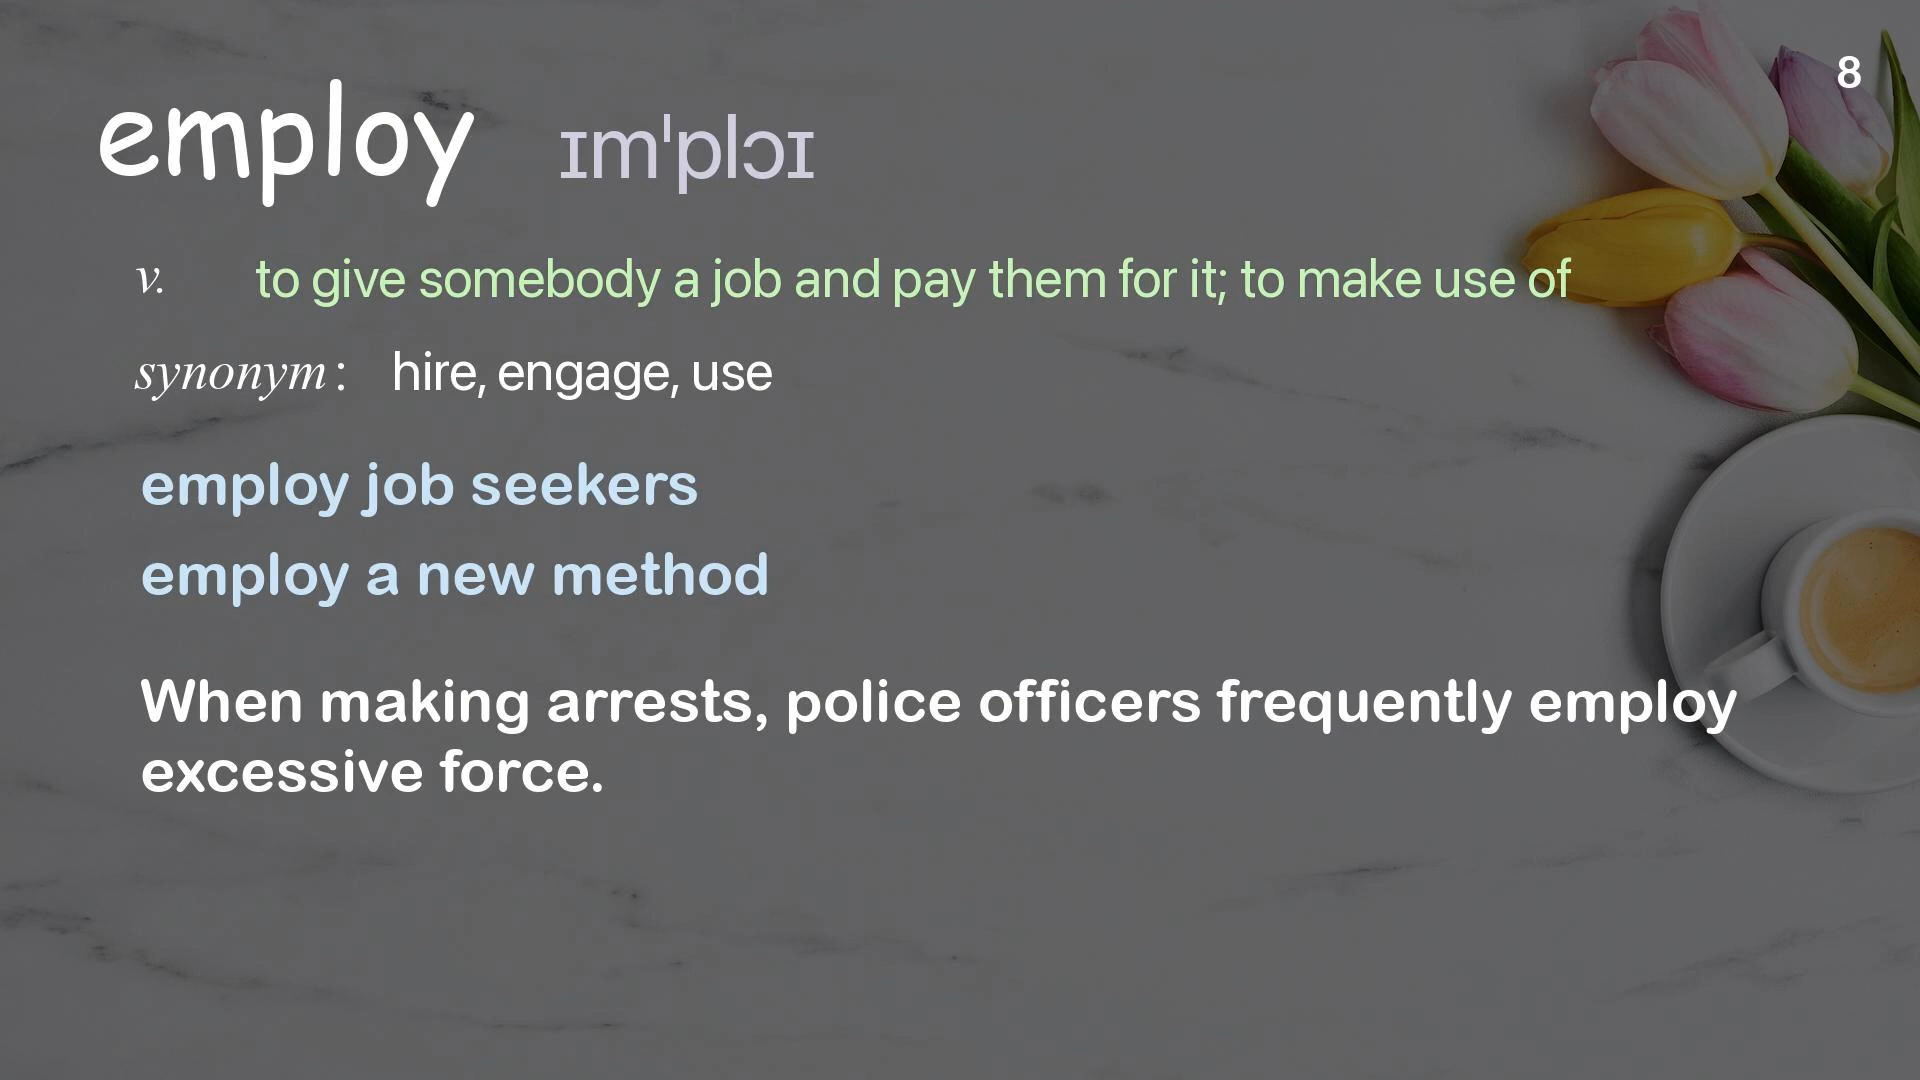 8
employ ɪmˈplɔɪ
v. to give somebody a job and pay them for it; to make use of
synonym : hire, engage, use
employ job seekers
employ a new method
When making arrests, police officers frequently employ
excessive force.